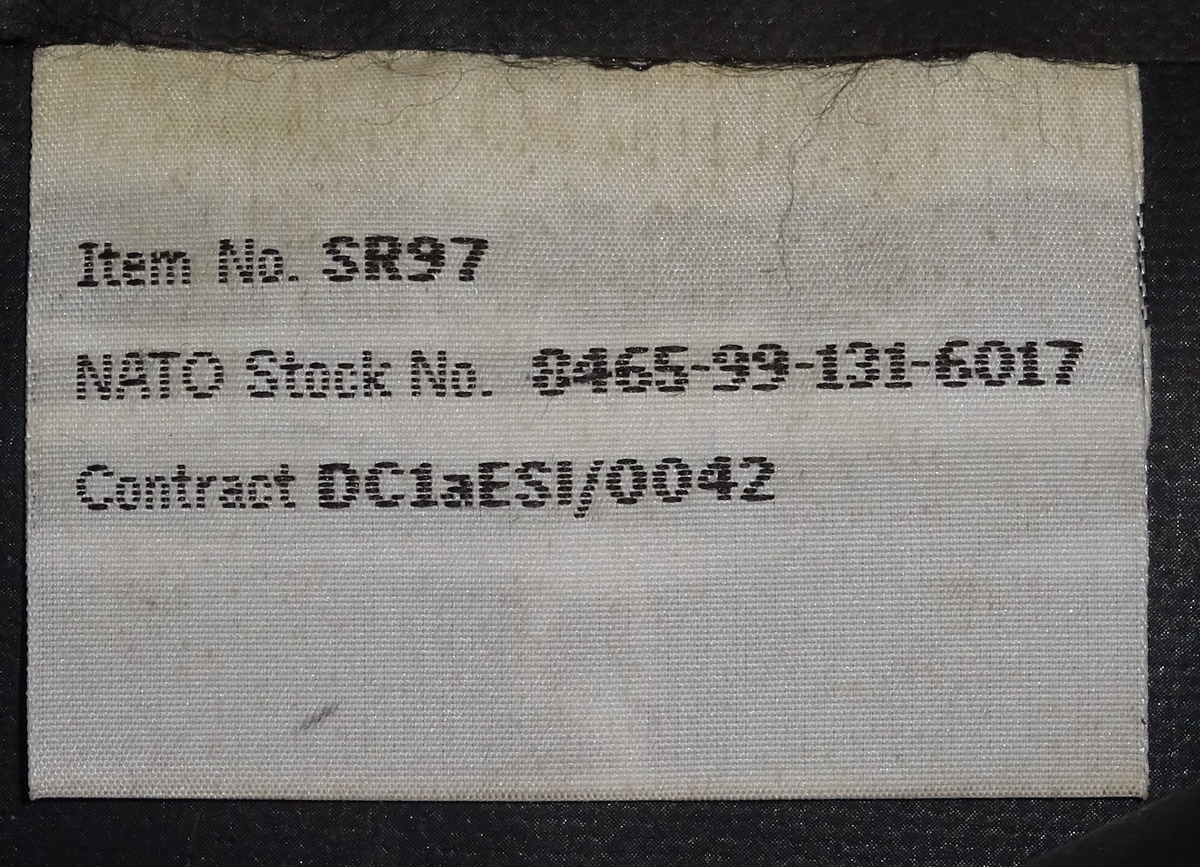 Item No. SR97
NATO Stock No. 8465-99-131-6017
Contract DC1aESI/0042